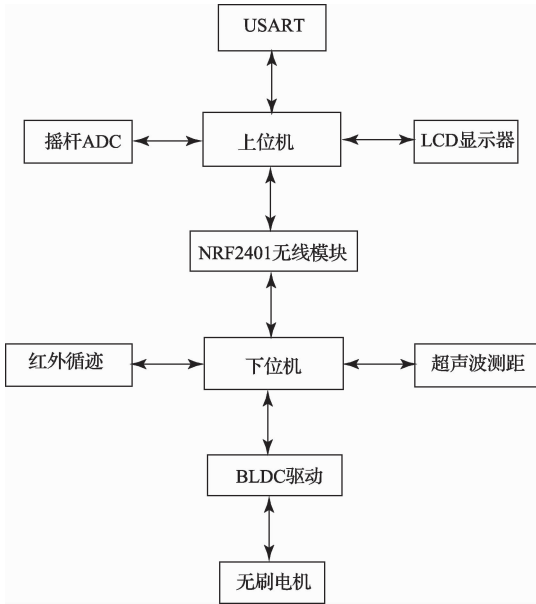 USART
摇杆ADC
上位机
LCD显示器
NRF2401无线模块
红外循迹
下位机
超声波测距
BLDC驱动
无刷电机